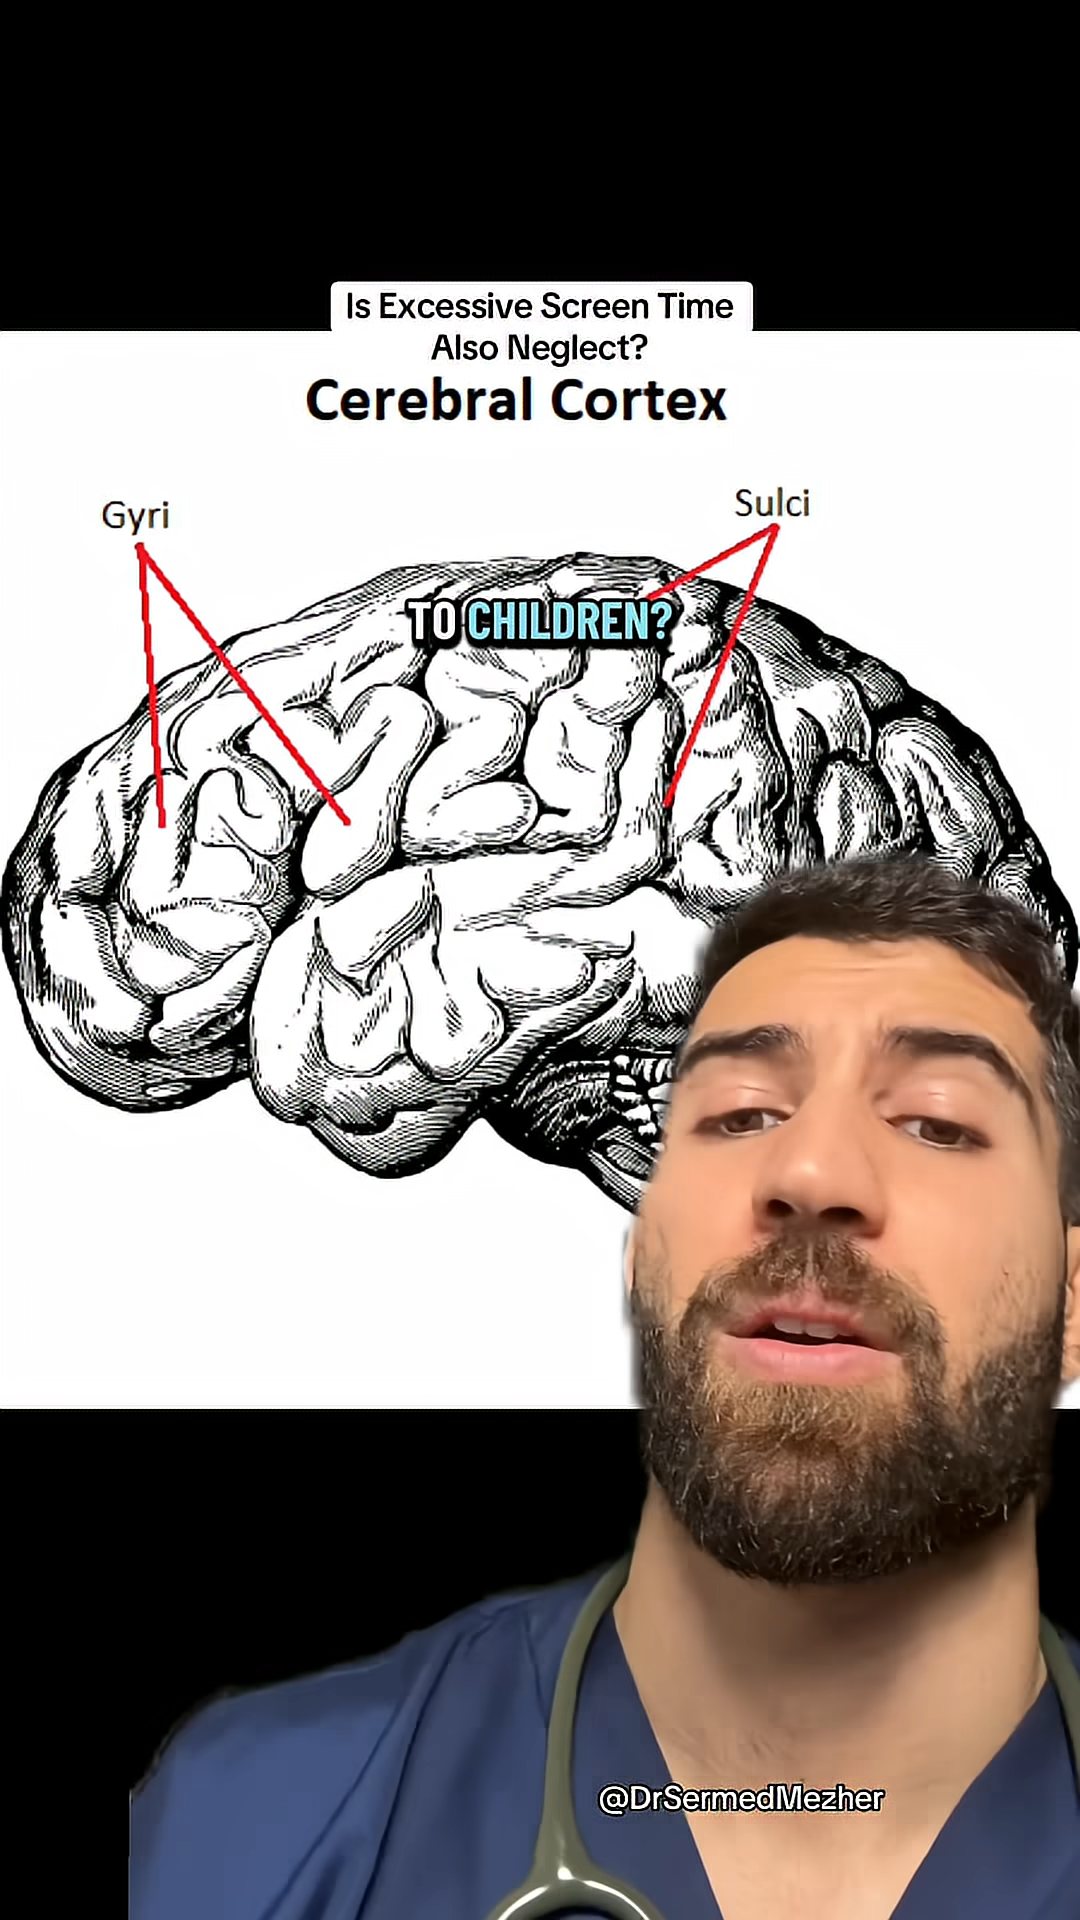 Is Excessive Screen Time
Also Neglect?
Cerebral Cortex
Gyri
Sulci
TO CHILDREN?
@DrSermedMezher